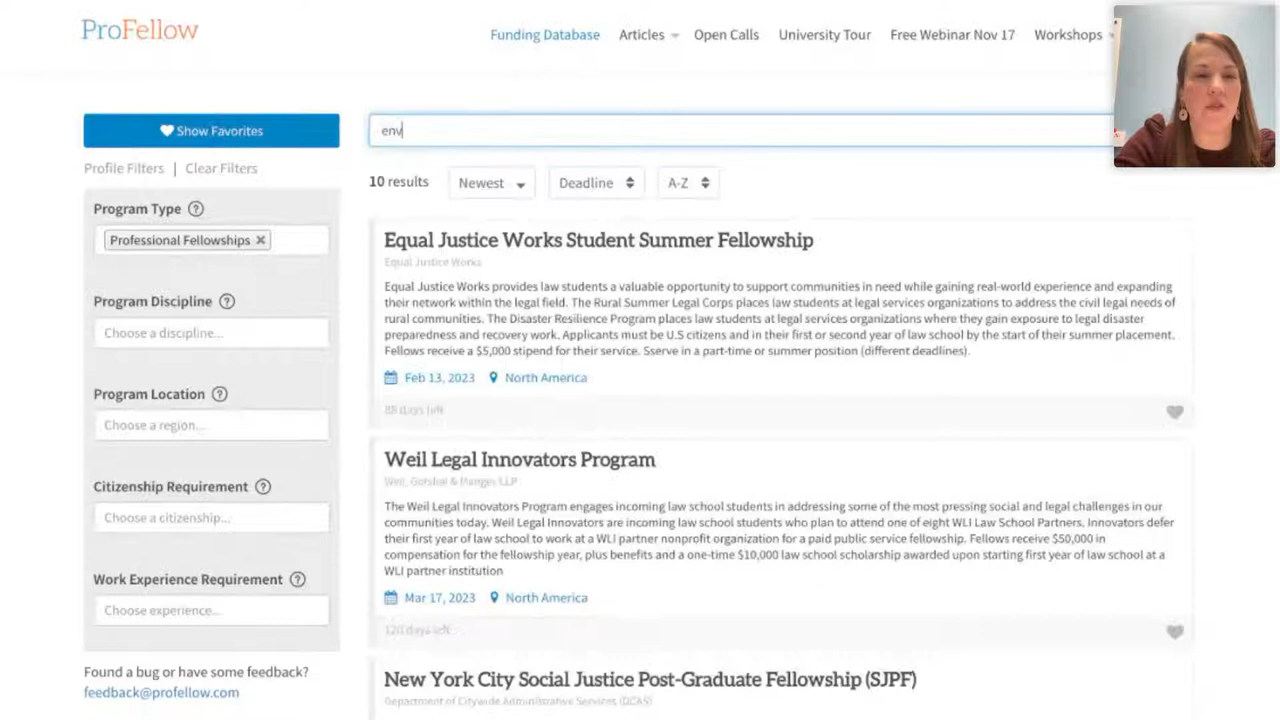 ProFellow
Funding Database Articles Open Calls University Tour Free Webinar Nov 17 Workshops
Show Favorites
env
Profile Filters | Clear Filters
10 results Newest Deadline A-Z
Program Type ?
Professional Fellowships ×
Program Discipline ?
Choose a discipline...
Program Location ?
Choose a region...
Citizenship Requirement ?
Choose a citizenship...
Work Experience Requirement ?
Choose experience...
Found a bug or have some feedback?
feedback@profellow.com
Equal Justice Works Student Summer Fellowship
Equal Justice Works
Equal Justice Works provides law students a valuable opportunity to support communities in need while gaining real-world experience and expanding
their network within the legal field. The Rural Summer Legal Corps places law students at legal services organizations to address the civil legal needs of
rural communities. The Disaster Resilience Program places law students at legal services organizations where they gain exposure to legal disaster
preparedness and recovery work. Applicants must be U.S citizens and in their first or second year of law school by the start of their summer placement.
Fellows receive a $5,000 stipend for their service. Sserve in a part-time or summer position (different deadlines).
Feb 13, 2023 North America
88 days left
Weil Legal Innovators Program
Weil, Gotshal & Manges LLP
The Weil Legal Innovators Program engages incoming law school students in addressing some of the most pressing social and legal challenges in our
communities today. Weil Legal Innovators are incoming law school students who plan to attend one of eight WLI Law School Partners. Innovators defer
their first year of law school to work at a WLI partner nonprofit organization for a paid public service fellowship. Fellows receive $50,000 in
compensation for the fellowship year, plus benefits and a one-time $10,000 law school scholarship awarded upon starting first year of law school at a
WLI partner institution
Mar 17, 2023 North America
120 days left
New York City Social Justice Post-Graduate Fellowship (SJPF)
Department of Citywide Administrative Services (DCAS)